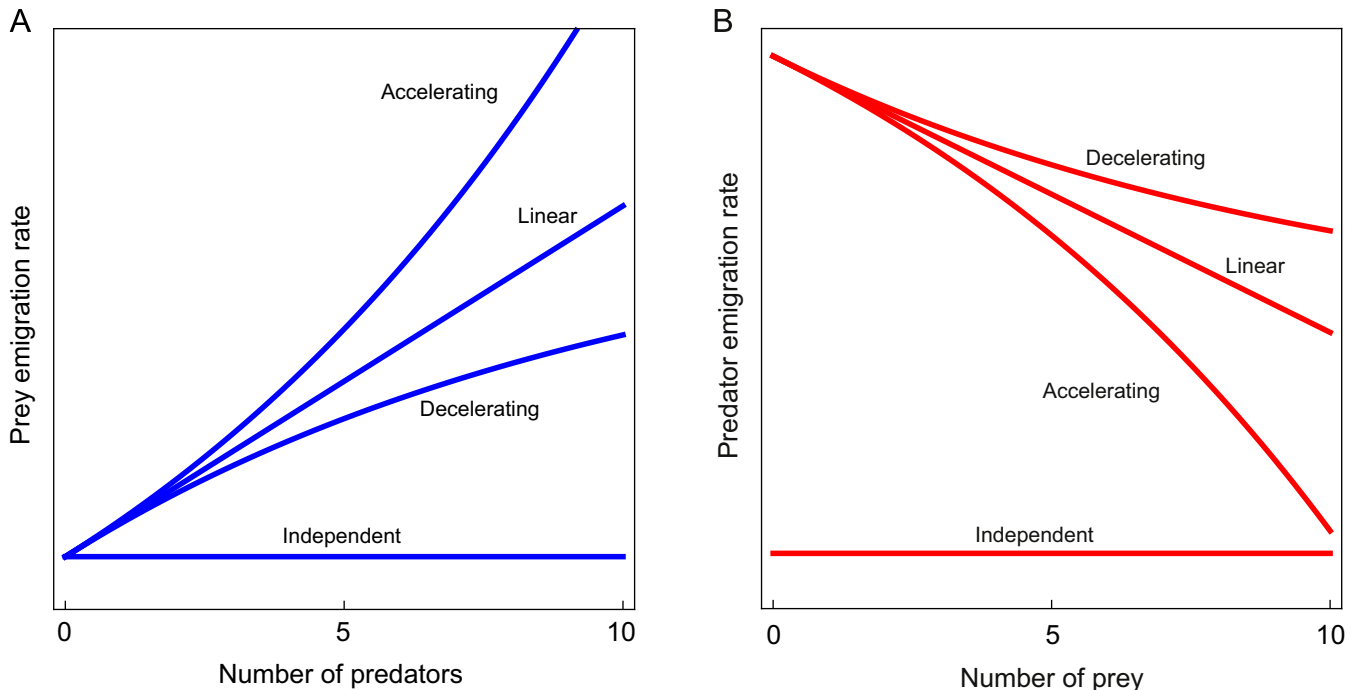 A
Prey emigration rate
Accelerating
Linear
Decelerating
Independent
0
5
10
Number of predators
B
Predator emigration rate
Decelerating
Linear
Accelerating
Independent
0
5
10
Number of prey